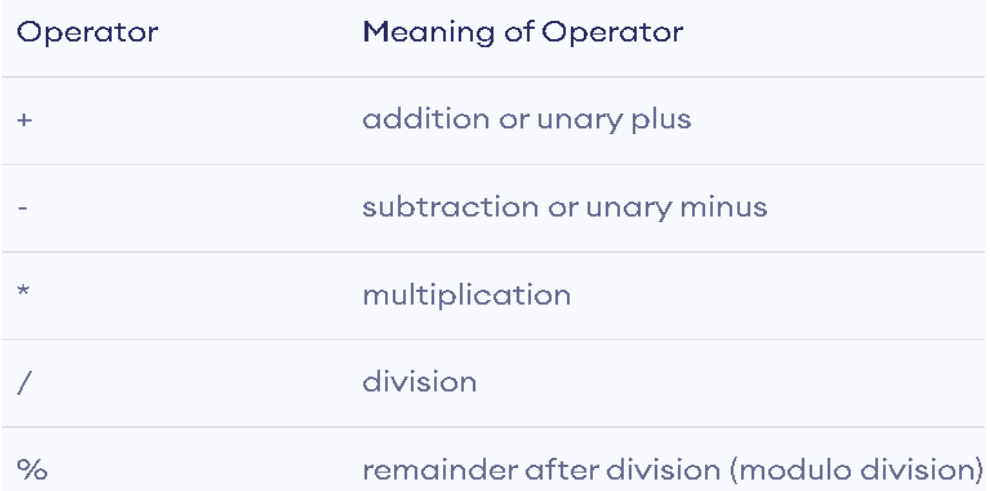 Operator Meaning of Operator
+ addition or unary plus
- subtraction or unary minus
* multiplication
/ division
% remainder after division (modulo division)